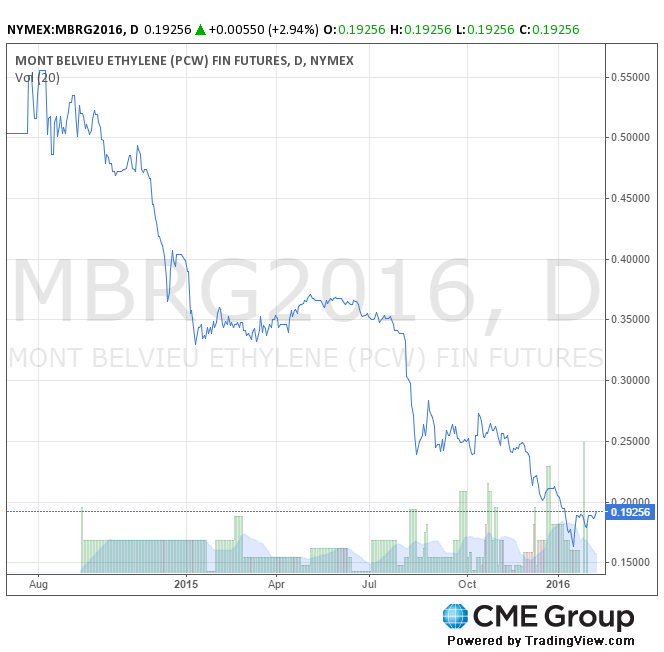 NYMEX:MBRG2016, D 0.19256 ▲ +0.00550 (+2.94%) O:0.19256 H:0.19256 L:0.19256 C:0.19256
MONT BELVIEU ETHYLENE (PCW) FIN FUTURES, D, NYMEX
Vol (20)
0.55000
0.50000
0.45000
0.40000
MBRG2016, D
0.35000
MONT BELVIEU ETHYLENE (PCW) FIN FUTURES
0.30000
0.25000
0.20000
0.19256
0.15000
Aug 2015 Apr Jul Oct 2016
CME Group
Powered by TradingView.com